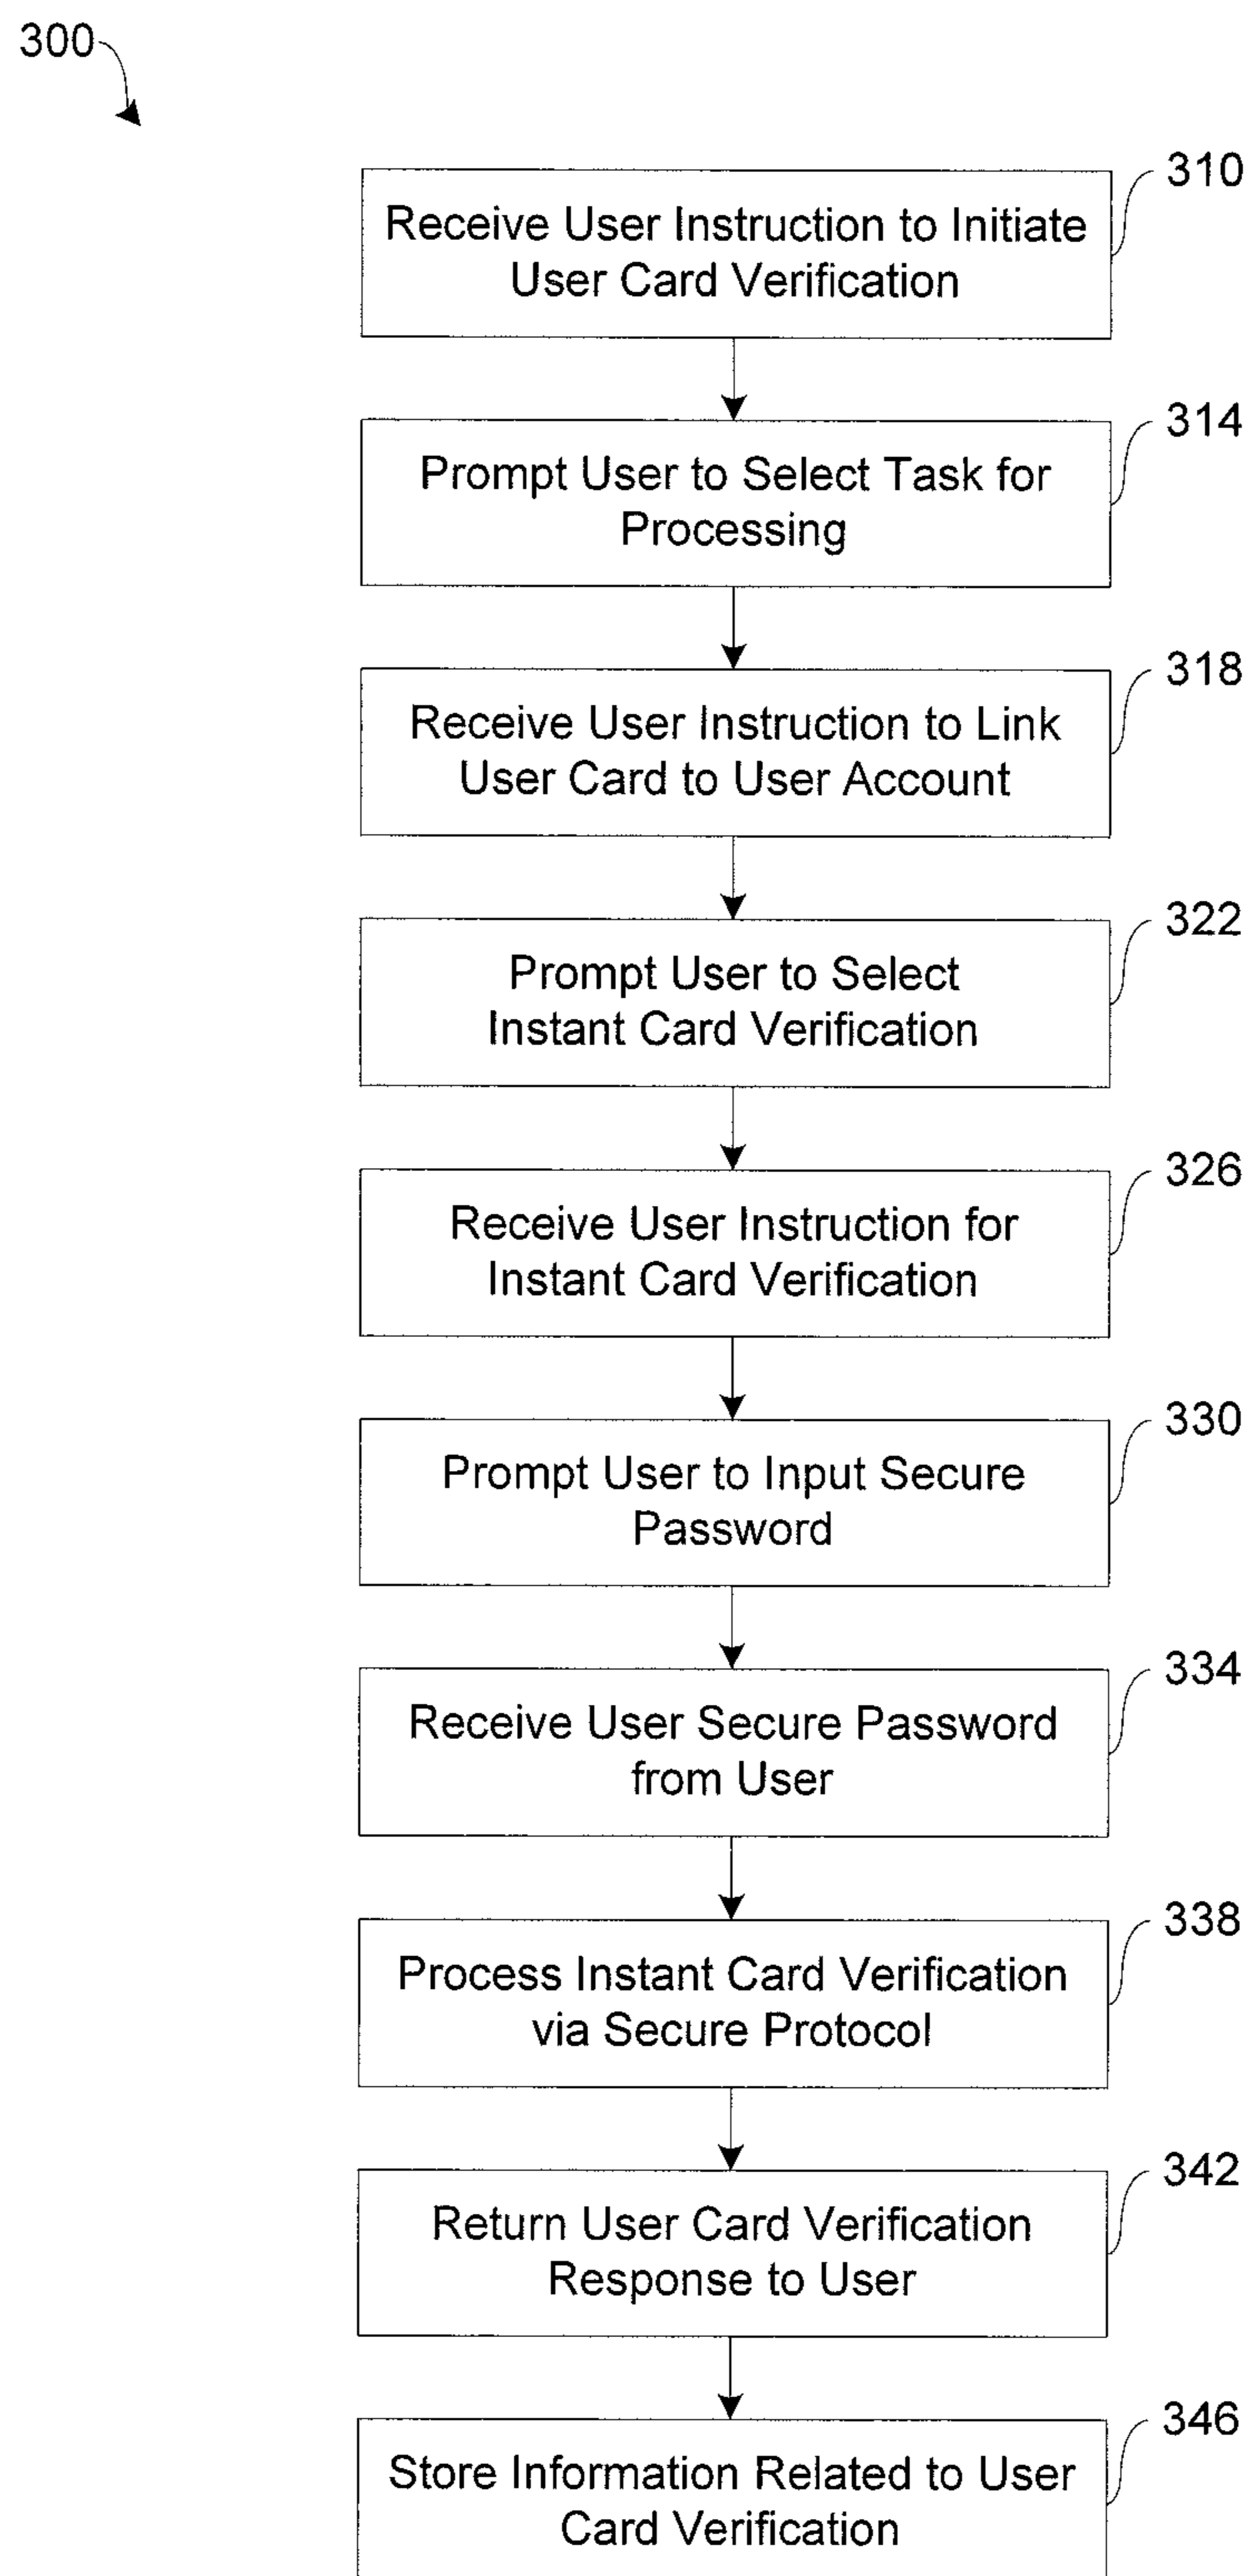 300
310
Receive User Instruction to Initiate
User Card Verification
314
Prompt User to Select Task for
Processing
318
Receive User Instruction to Link
User Card to User Account
322
Prompt User to Select
Instant Card Verification
326
Receive User Instruction for
Instant Card Verification
330
Prompt User to Input Secure
Password
334
Receive User Secure Password
from User
338
Process Instant Card Verification
via Secure Protocol
342
Return User Card Verification
Response to User
346
Store Information Related to User
Card Verification